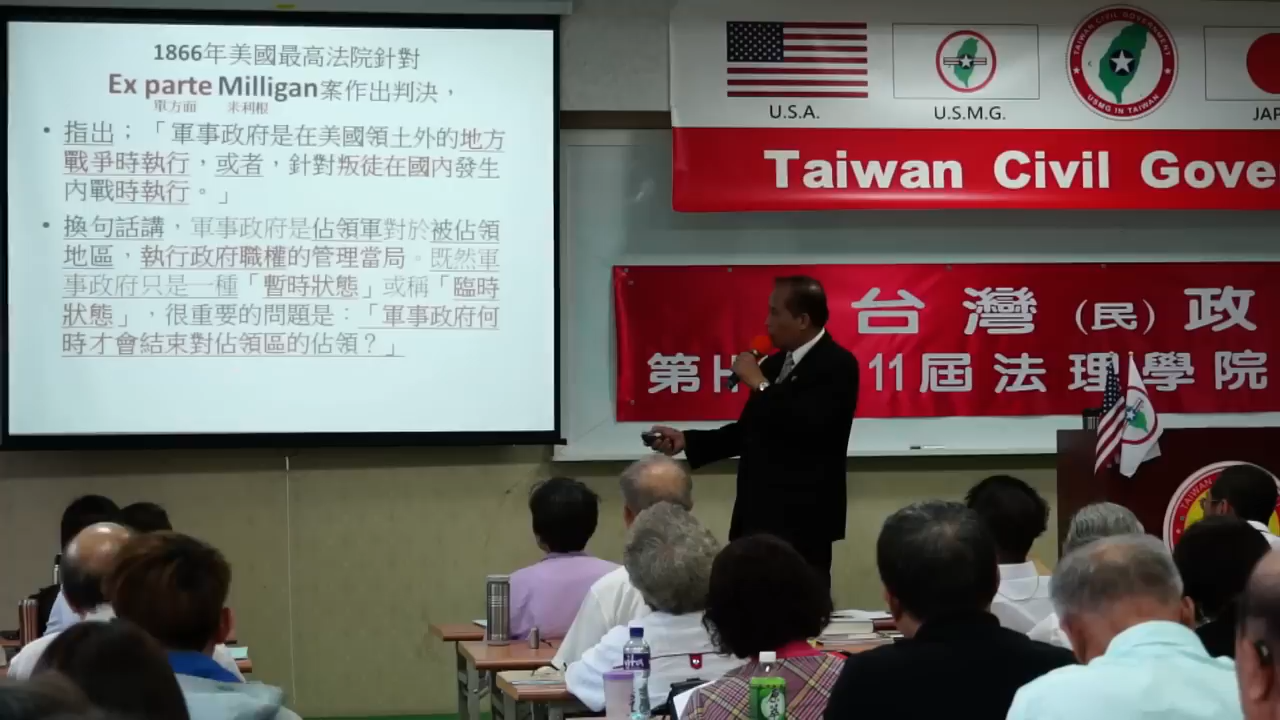 1866年美國最高法院針對
Ex parte Milligan案作出判決，
單方面 米利根
• 指出；「軍事政府是在美國領土外的地方
戰爭時執行，或者，針對叛徒在國內發生
內戰時執行。」
• 換句話講，軍事政府是佔領軍對於被佔領
地區，執行政府職權的管理當局。既然軍
事政府只是一種「暫時狀態」或稱「臨時
狀態」，很重要的問題是：「軍事政府何
時才會結束對佔領區的佔領？」
U.S.A.
U.S.M.G.
TAIWAN CIVIL GOVERNMENT
USMG IN TAIWAN
JAP
Taiwan Civil Gove
台灣(民)政
第 11屆法理學院
TAIWAN